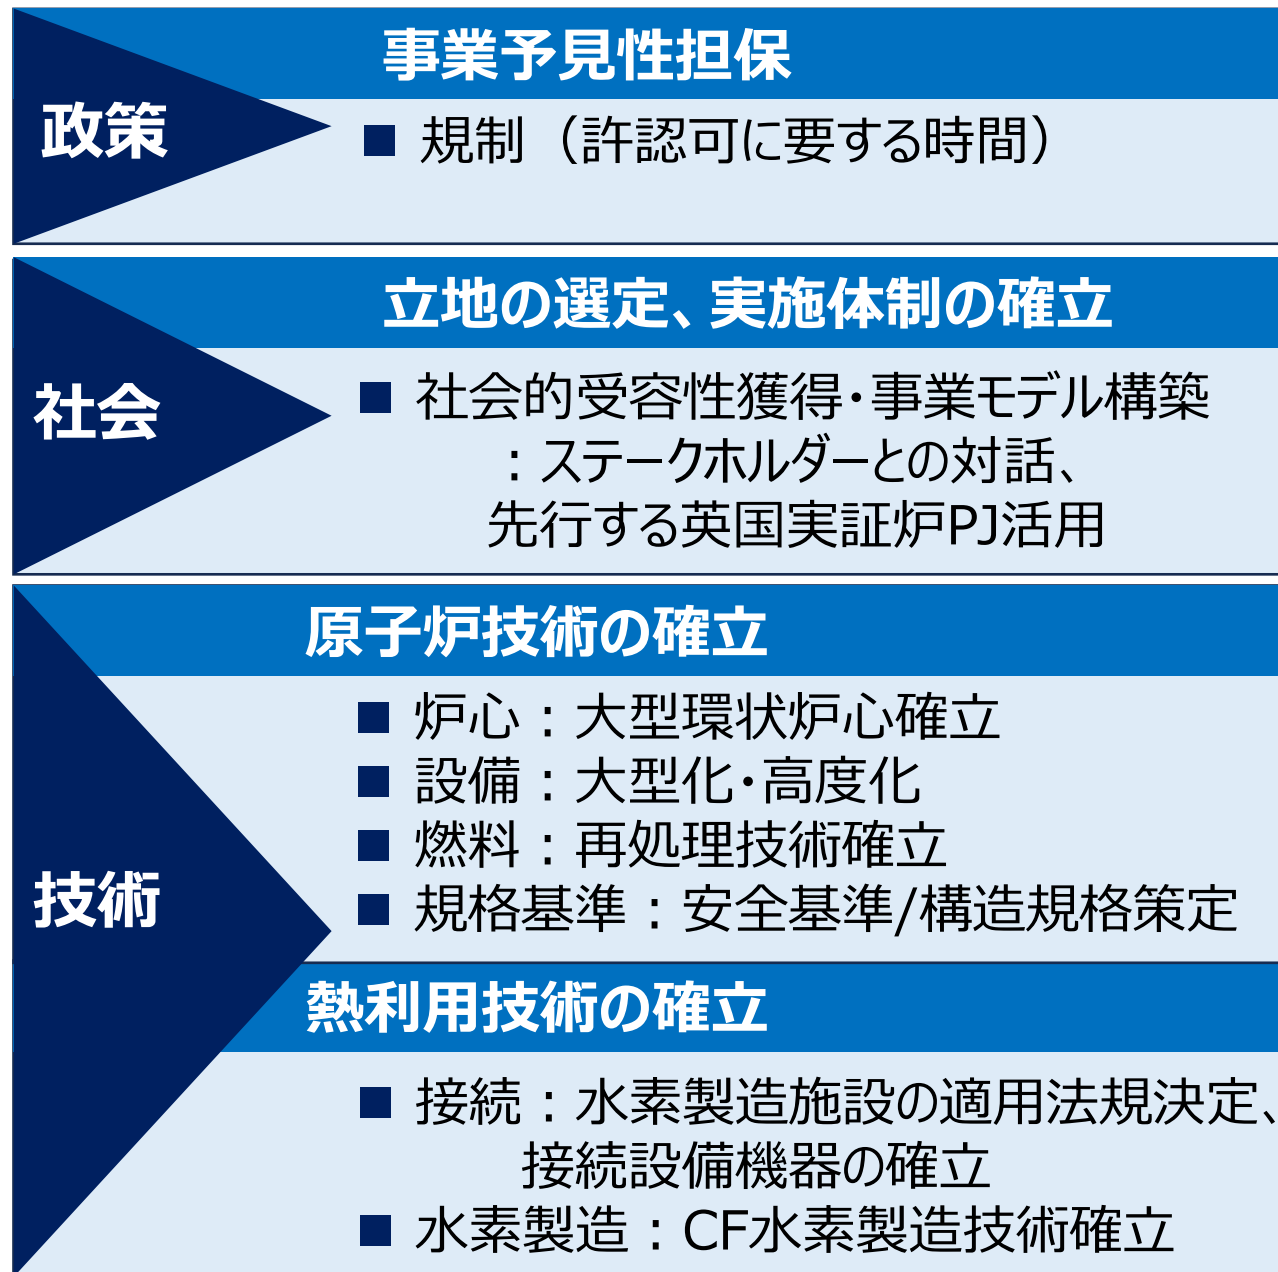 事業予見性担保
政策
■ 規制（許認可に要する時間）
立地の選定、実施体制の確立
社会
■ 社会的受容性獲得・事業モデル構築
：ステークホルダーとの対話、
先行する英国実証炉PJ活用
原子炉技術の確立
■ 炉心：大型環状炉心確立
■ 設備：大型化・高度化
■ 燃料：再処理技術確立
技術
■ 規格基準：安全基準/構造規格策定
熱利用技術の確立
■ 接続：水素製造施設の適用法規決定、
接続設備機器の確立
■ 水素製造：CF水素製造技術確立